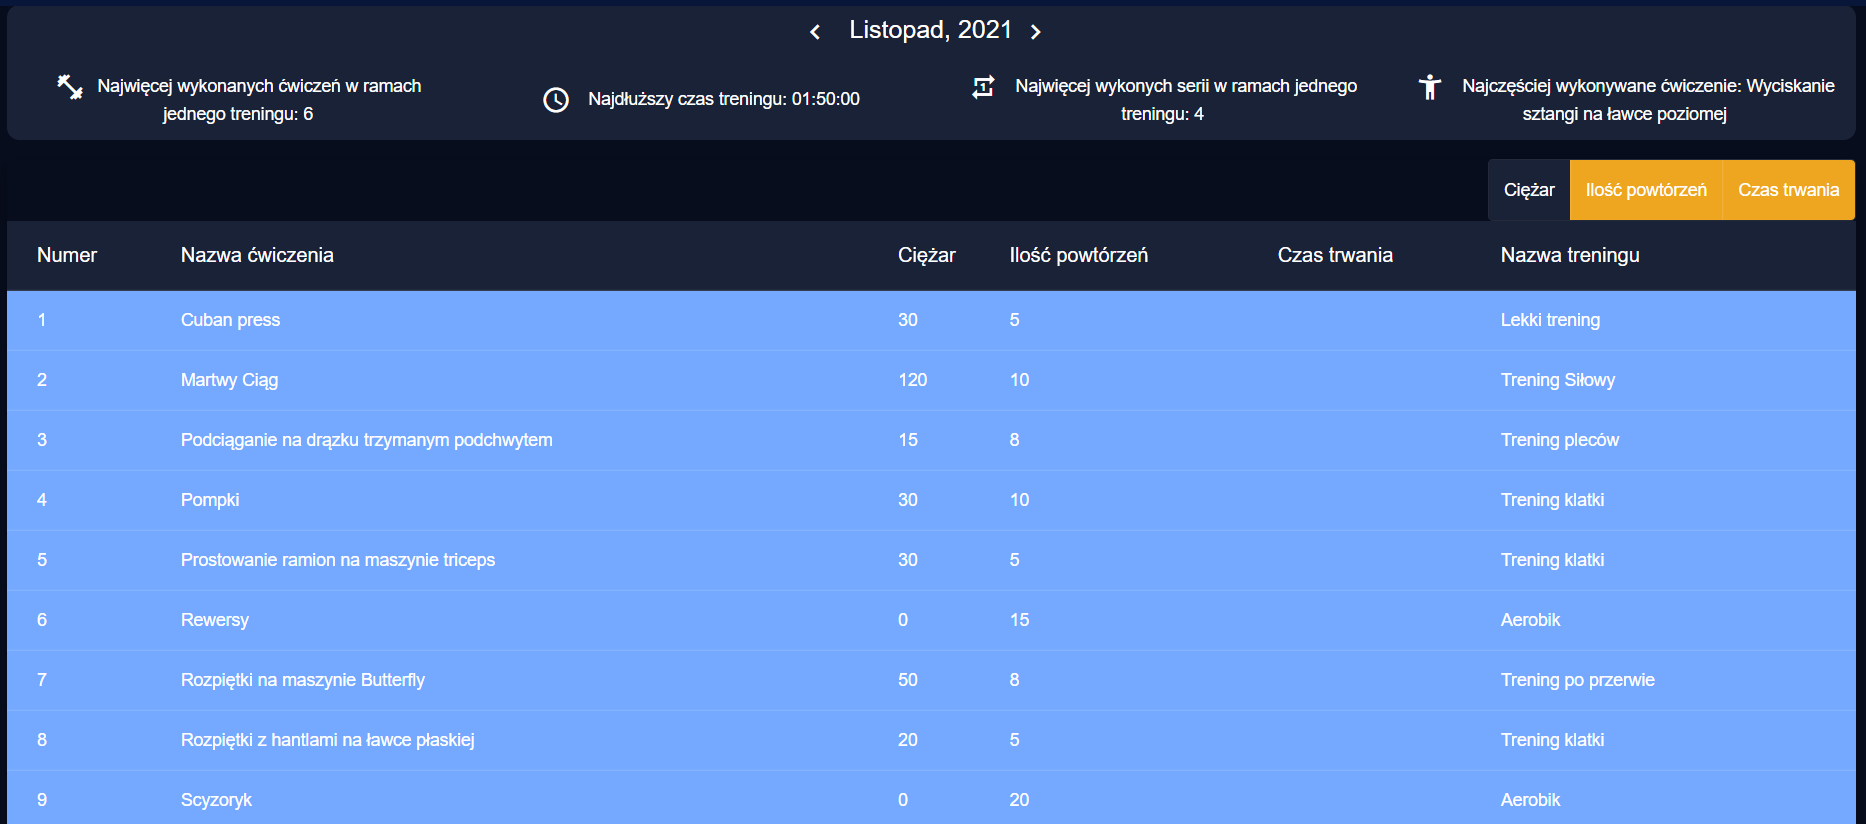 Listopad, 2021
Najwięcej wykonanych ćwiczeń w ramach
jednego treningu: 6
Najdłuższy czas treningu: 01:50:00
Najwięcej wykonych serii w ramach jednego
treningu: 4
Najczęściej wykonywane ćwiczenie: Wyciskanie
sztangi na ławce poziomej
Ciężar Ilość powtórzeń Czas trwania
Numer Nazwa ćwiczenia Ciężar Ilość powtórzeń Czas trwania Nazwa treningu
1 Cuban press 30 5 Lekki trening
2 Martwy Ciąg 120 10 Trening Siłowy
3 Podciąganie na drązku trzymanym podchwytem 15 8 Trening pleców
4 Pompki 30 10 Trening klatki
5 Prostowanie ramion na maszynie triceps 30 5 Trening klatki
6 Rewersy 0 15 Aerobik
7 Rozpiętki na maszynie Butterfly 50 8 Trening po przerwie
8 Rozpiętki z hantlami na ławce płaskiej 20 5 Trening klatki
9 Scyzoryk 0 20 Aerobik